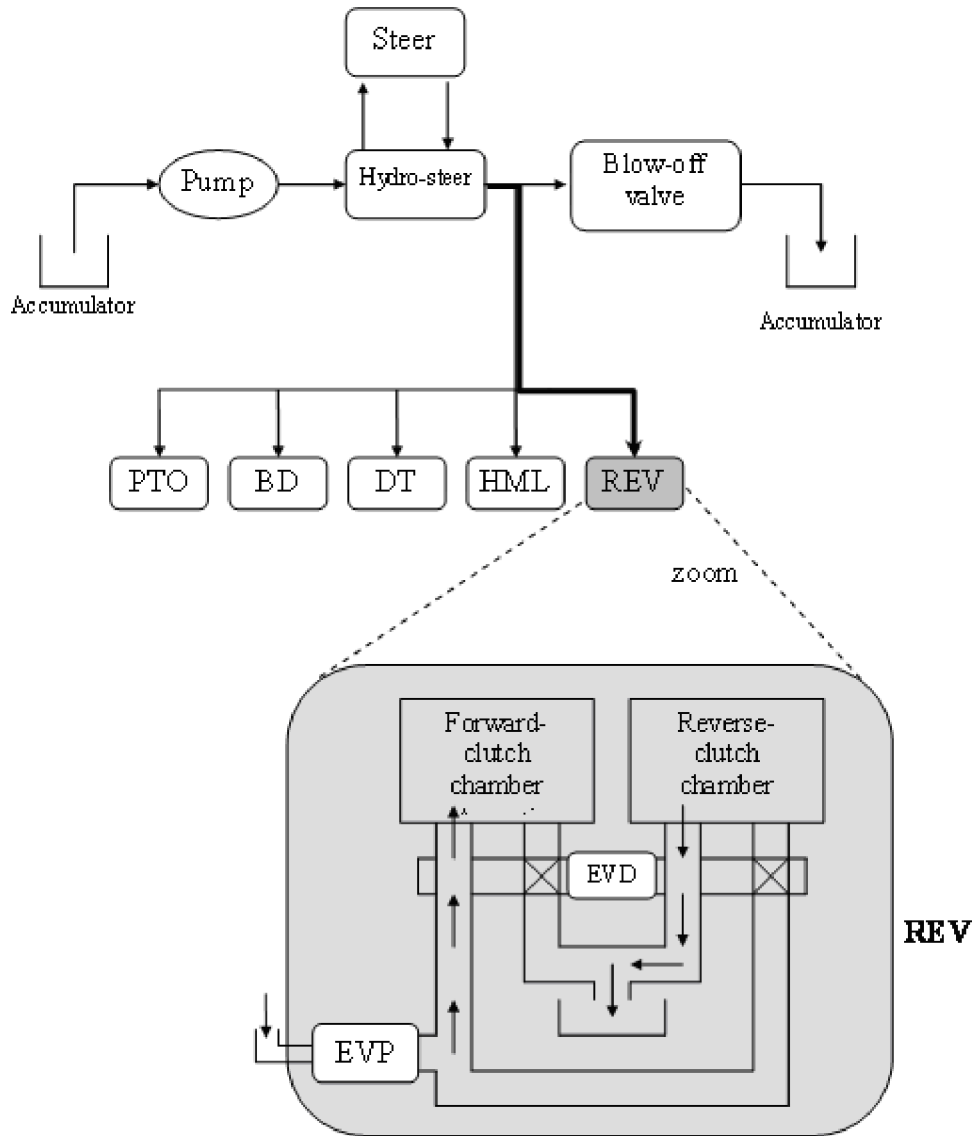 Steer
Pump
Hydro-steer
Blow-off
valve
Accumulator
Accumulator
PTO
BD
DT
HML
REV
zoom
Forward-
clutch
chamber
Reverse-
clutch
chamber
EVD
REV
EVP